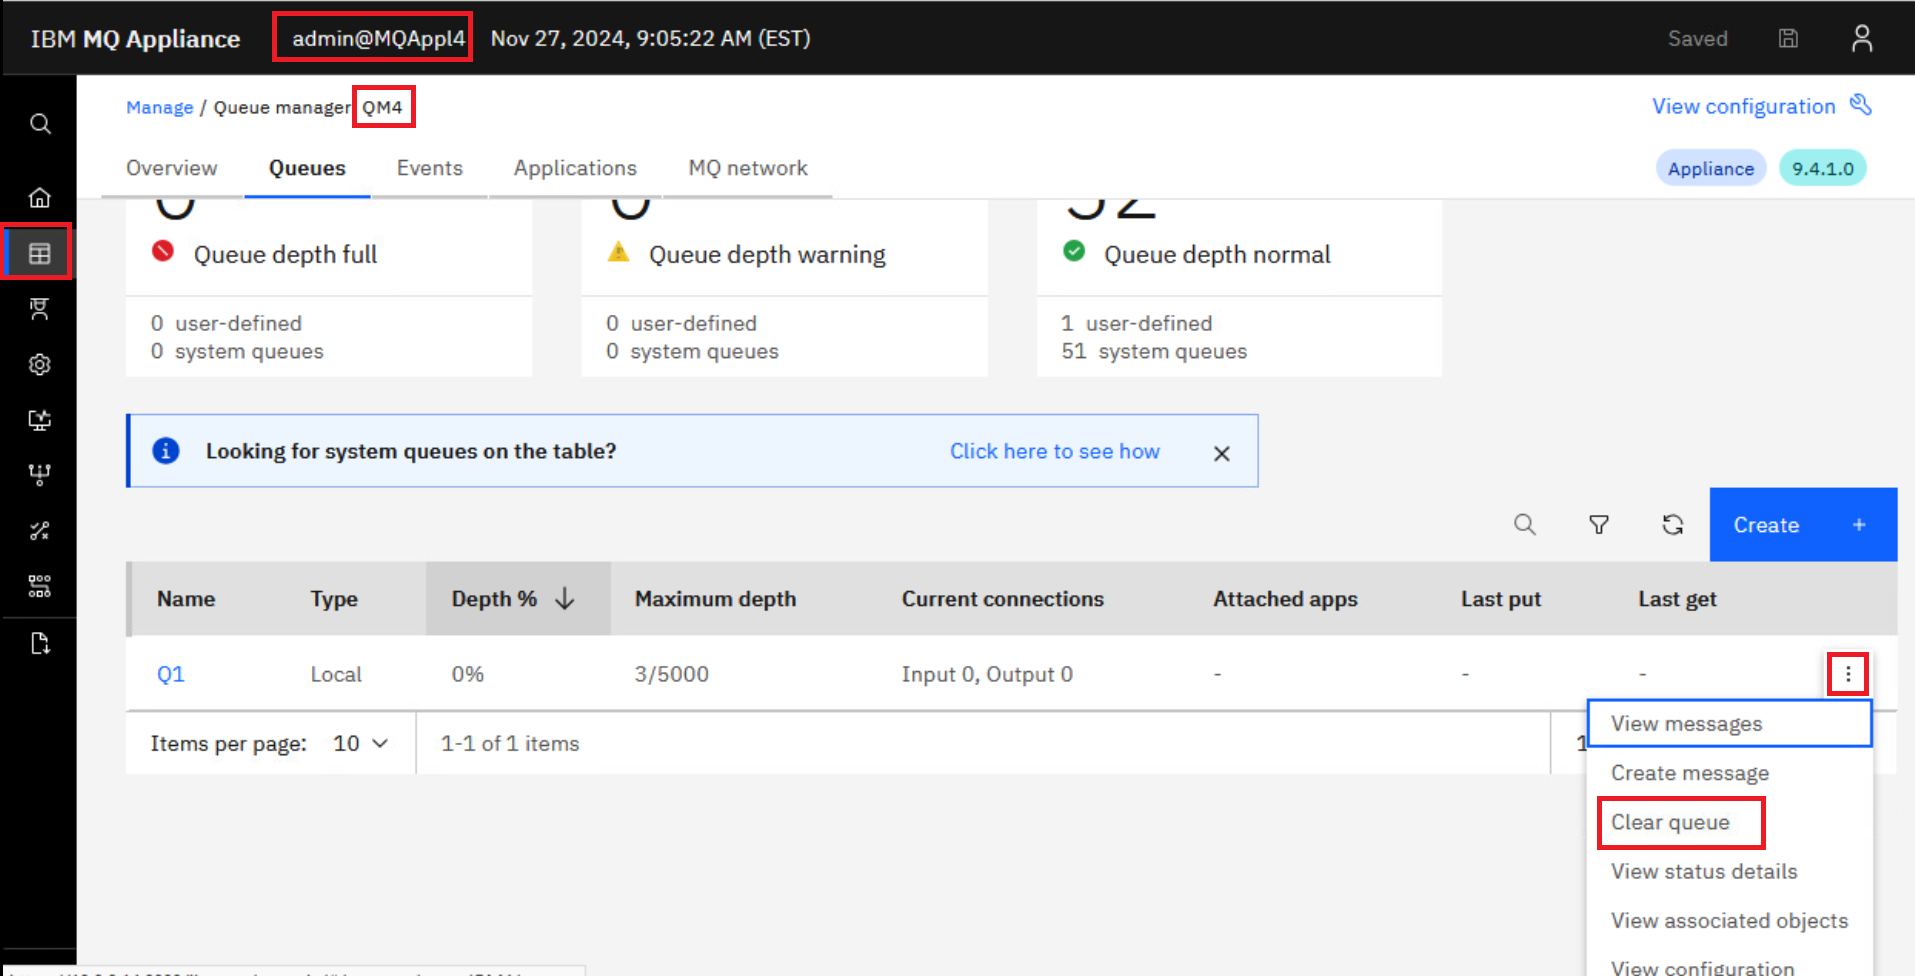 IBM MQ Appliance admin@MQAppl4 Nov 27, 2024, 9:05:22 AM (EST) Saved
Manage / Queue manager QM4 View configuration
Overview Queues Events Applications MQ network Appliance 9.4.1.0
0 0 52
Queue depth full Queue depth warning Queue depth normal
0 user-defined 0 user-defined 1 user-defined
0 system queues 0 system queues 51 system queues
Looking for system queues on the table? Click here to see how
Create +
Name Type Depth % Maximum depth Current connections Attached apps Last put Last get
Q1 Local 0% 3/5000 Input 0, Output 0 - - -
Items per page: 10 1-1 of 1 items 1
View messages
Create message
Clear queue
View status details
View associated objects
View configuration